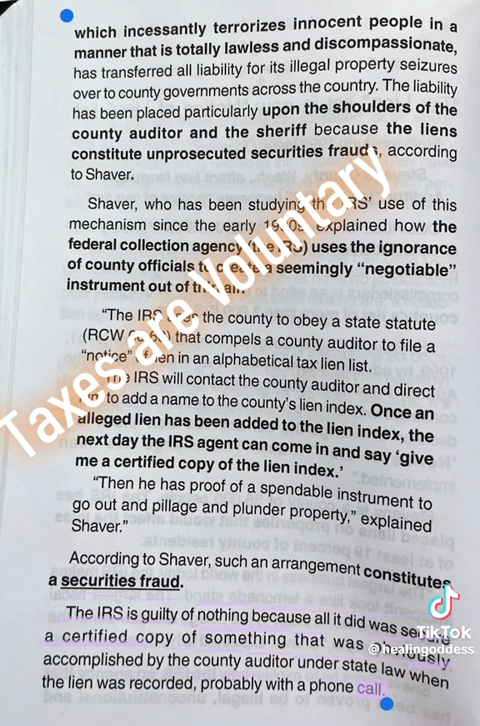 which incessantly terrorizes innocent people in a
manner that is totally lawless and discompassionate,
has transferred all liability for its illegal property seizures
over to county governments across the country. The liability
has been placed particularly upon the shoulders of the
county auditor and the sheriff because the liens
constitute unprosecuted securities frauds, according
to Shaver.
Shaver, who has been studying the IRS' use of this
mechanism since the early explained how the
federal collection agency (the IRS) uses the ignorance
of county officials to create a seemingly "negotiable"
instrument out of
"The IRS the county to obey a state statute
(RCW that compels a county auditor to file a
"notice" of lien in an alphabetical tax lien list.
The IRS will contact the county auditor and direct
to add a name to the county's lien index. Once an
alleged lien has been added to the lien index, the
next day the IRS agent can come in and say 'give
me a certified copy of the lien index.'
"Then he has proof of a spendable instrument to
go out and pillage and plunder property," explained
Shaver."
According to Shaver, such an arrangement constitutes
a securities fraud.
The IRS is guilty of nothing because all it did was secure
a certified copy of something that was previously
accomplished by the county auditor under state law when
the lien was recorded, probably with a phone call.
Taxes are Voluntary
TikTok
@healingoddess